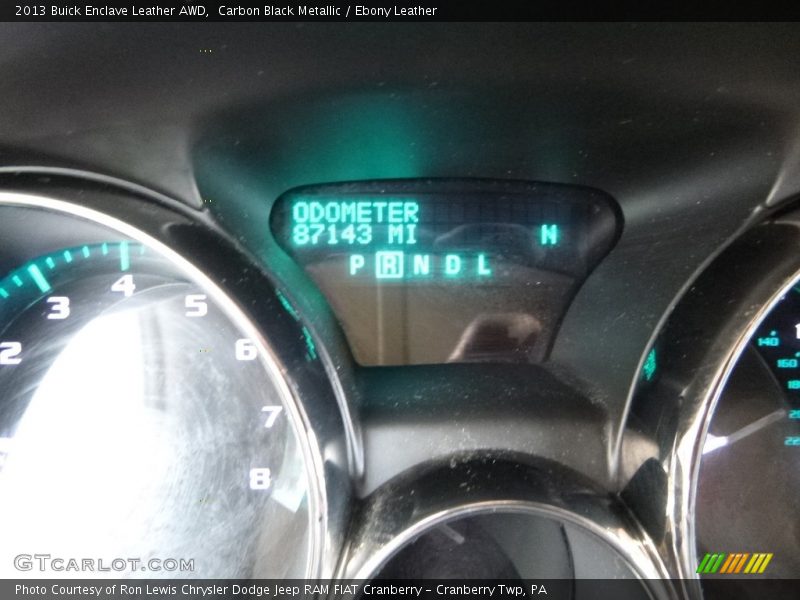 2013 Buick Enclave Leather AWD, Carbon Black Metallic / Ebony Leather
ODOMETER
87143 MI N
P R N D L
2 3 4 5 6 7 8
140
160
GTCARLOT.COM
Photo Courtesy of Ron Lewis Chrysler Dodge Jeep RAM FIAT Cranberry – Cranberry Twp, PA